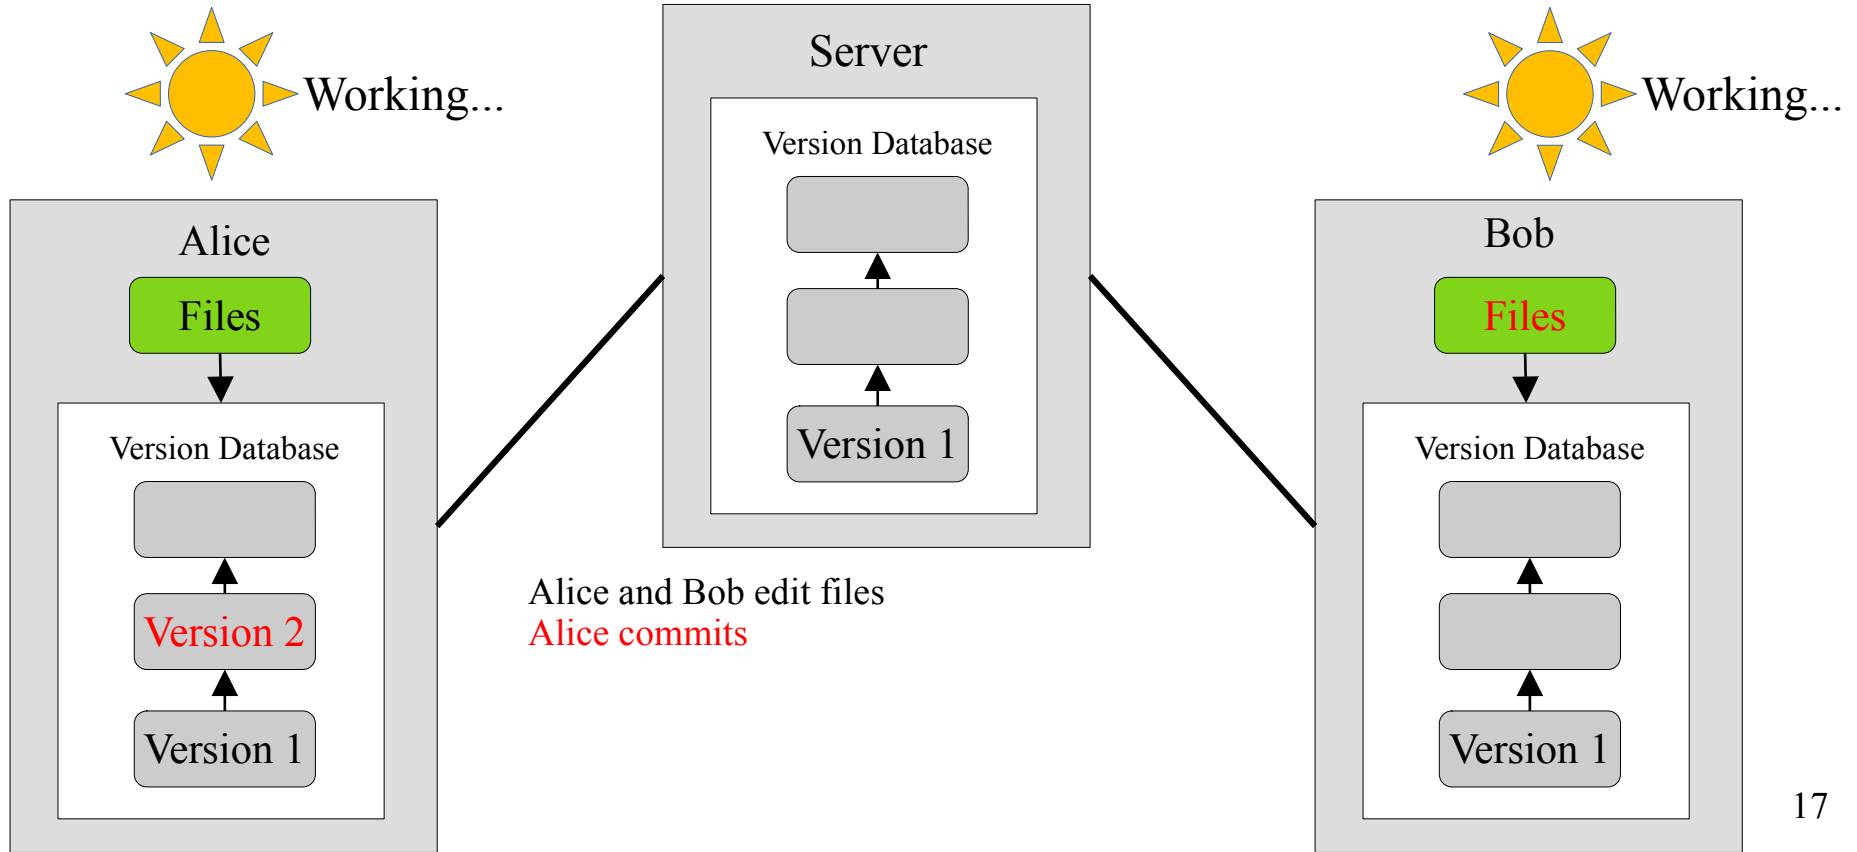 Working...
Server
Working...
Version Database
Version 1
Alice
Files
Version Database
Version 2
Version 1
Alice and Bob edit files
Alice commits
Bob
Files
Version Database
Version 1
17